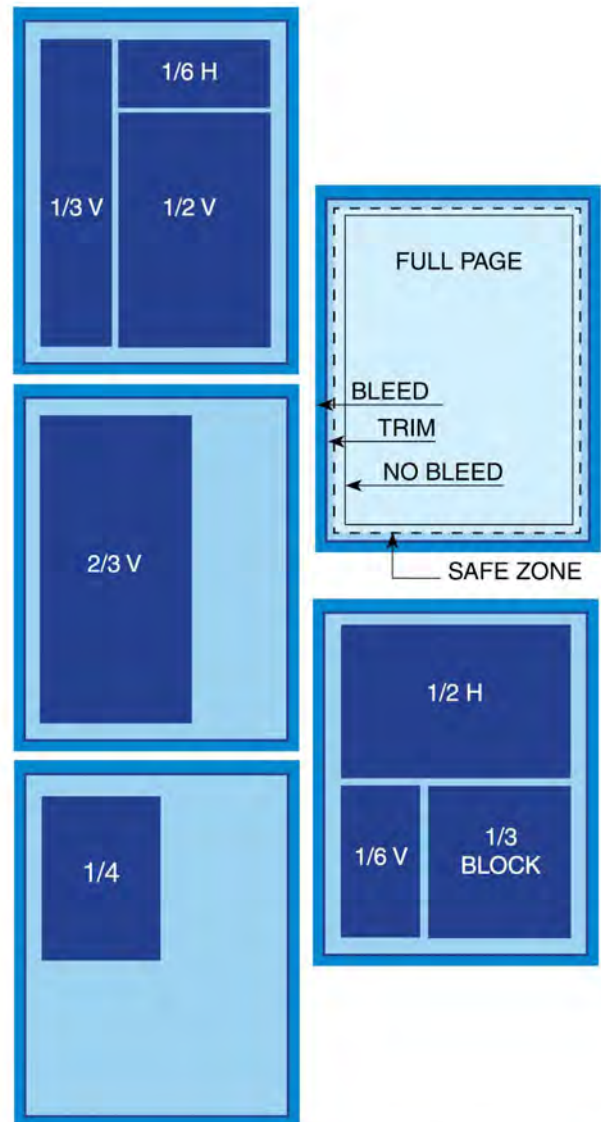 1/6 H
1/3 V
1/2 V
FULL PAGE
BLEED
TRIM
NO BLEED
SAFE ZONE
2/3 V
1/2 H
1/6 V
1/3
BLOCK
1/4